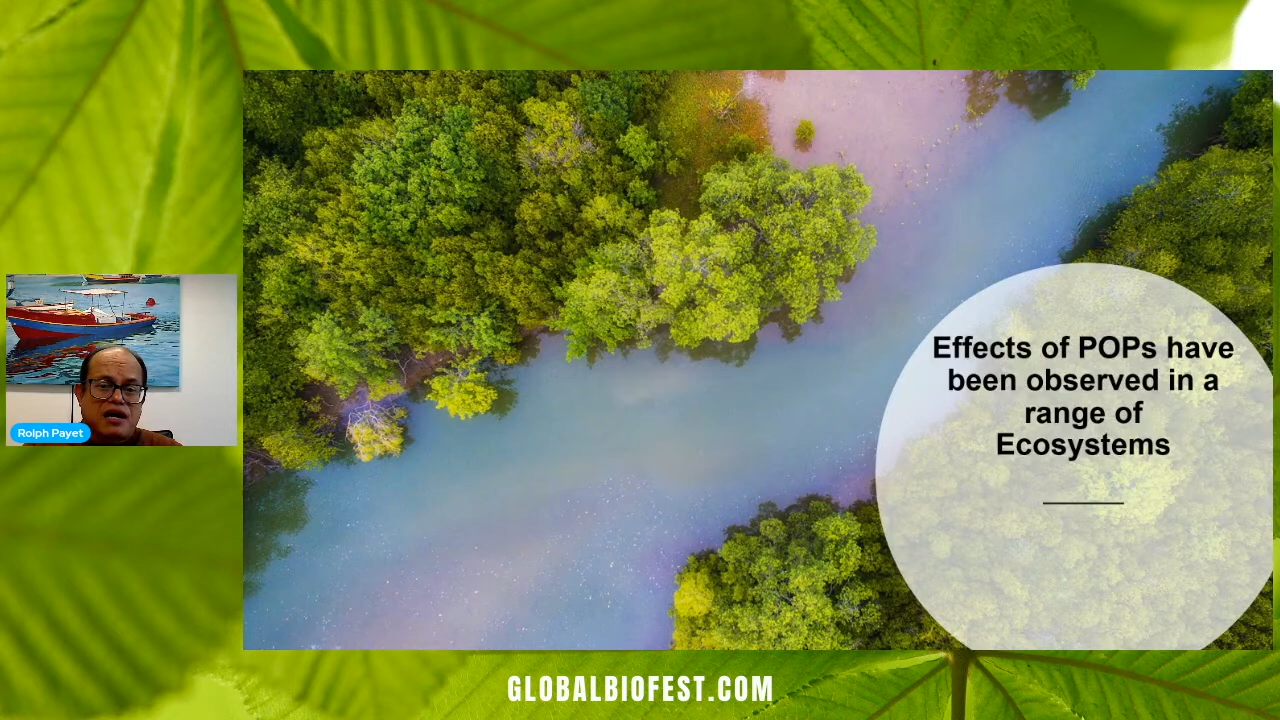 Effects of POPs have
been observed in a
range of
Ecosystems
Rolph Payet
GLOBALBIOFEST.COM